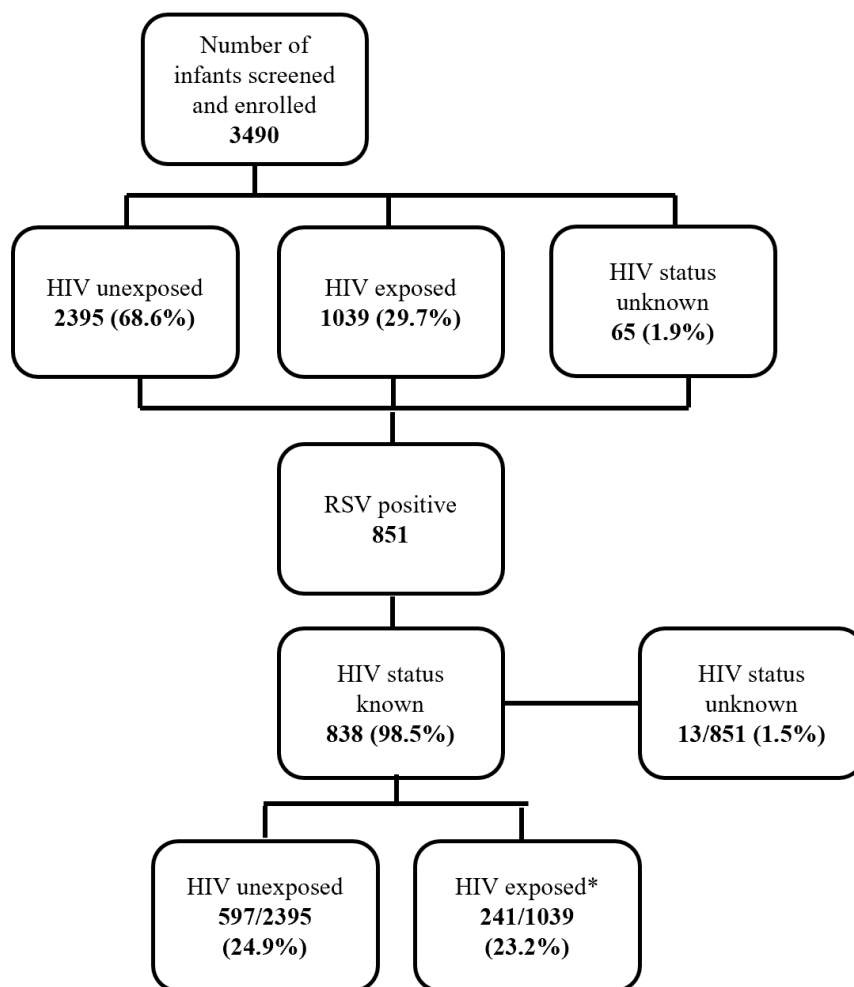 Number of
infants screened
and enrolled
3490
HIV unexposed
2395 (68.6%)
HIV exposed
1039 (29.7%)
HIV status
unknown
65 (1.9%)
RSV positive
851
HIV status
known
838 (98.5%)
HIV status
unknown
13/851 (1.5%)
HIV unexposed
597/2395
(24.9%)
HIV exposed*
241/1039
(23.2%)